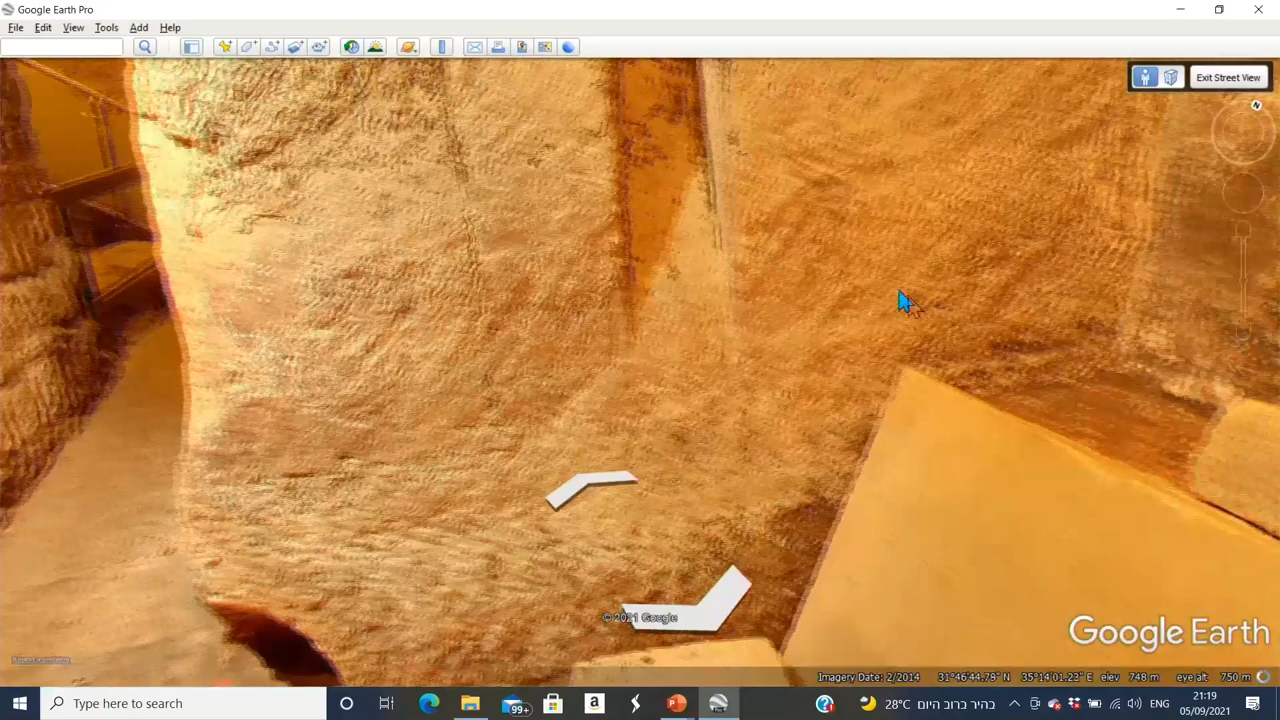 Google Earth Pro
File Edit View Tools Add Help
Exit Street View
N
© 2021 Google
Google Earth
Imagery Date: 2/2014 31°46'44.78" N 35°14'01.23" E elev 748 m eye alt 750 m
Type here to search
99+
28°C בהיר ברוב היום
ENG
21:19
05/09/2021